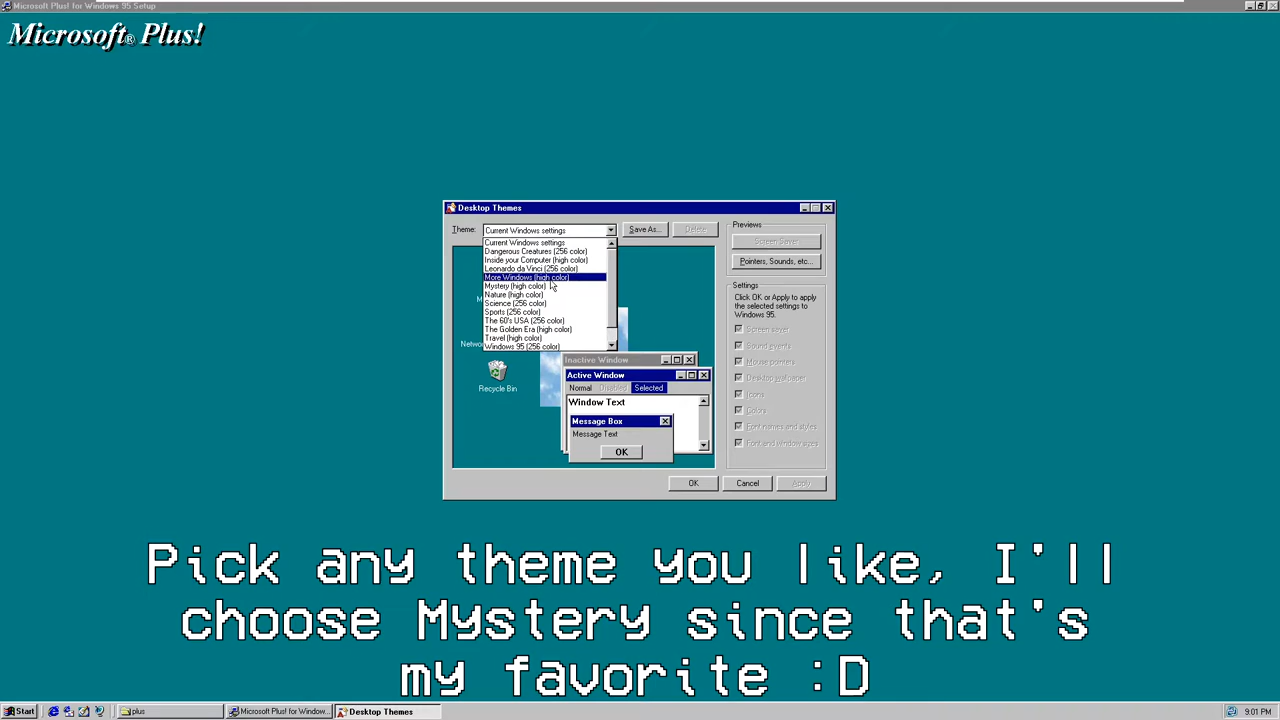 Microsoft Plus! for Windows 95 Setup
Microsoft® Plus!
Desktop Themes
Theme:
Current Windows settings
Save As...
Delete
Previews
Screen Saver
Pointers, Sounds, etc...
Current Windows settings
Dangerous Creatures (256 color)
Inside your Computer (high color)
Leonardo da Vinci (256 color)
More Windows (high color)
Mystery (high color)
Nature (high color)
Science (256 color)
Sports (256 color)
The 60's USA (256 color)
The Golden Era (high color)
Travel (high color)
Windows 95 (256 color)
M
Netwo
Recycle Bin
Inactive Window
Active Window
Normal Disabled Selected
Window Text
Message Box
Message Text
OK
Settings
Click OK or Apply to apply
the selected settings to
Windows 95.
Screen saver
Sound events
Mouse pointers
Desktop wallpaper
Icons
Colors
Font names and styles
Font and window sizes
OK
Cancel
Apply
Pick any theme you like, I'll
choose Mystery since that's
my favorite :D
Start
plus
Microsoft Plus! for Window...
Desktop Themes
9:01 PM